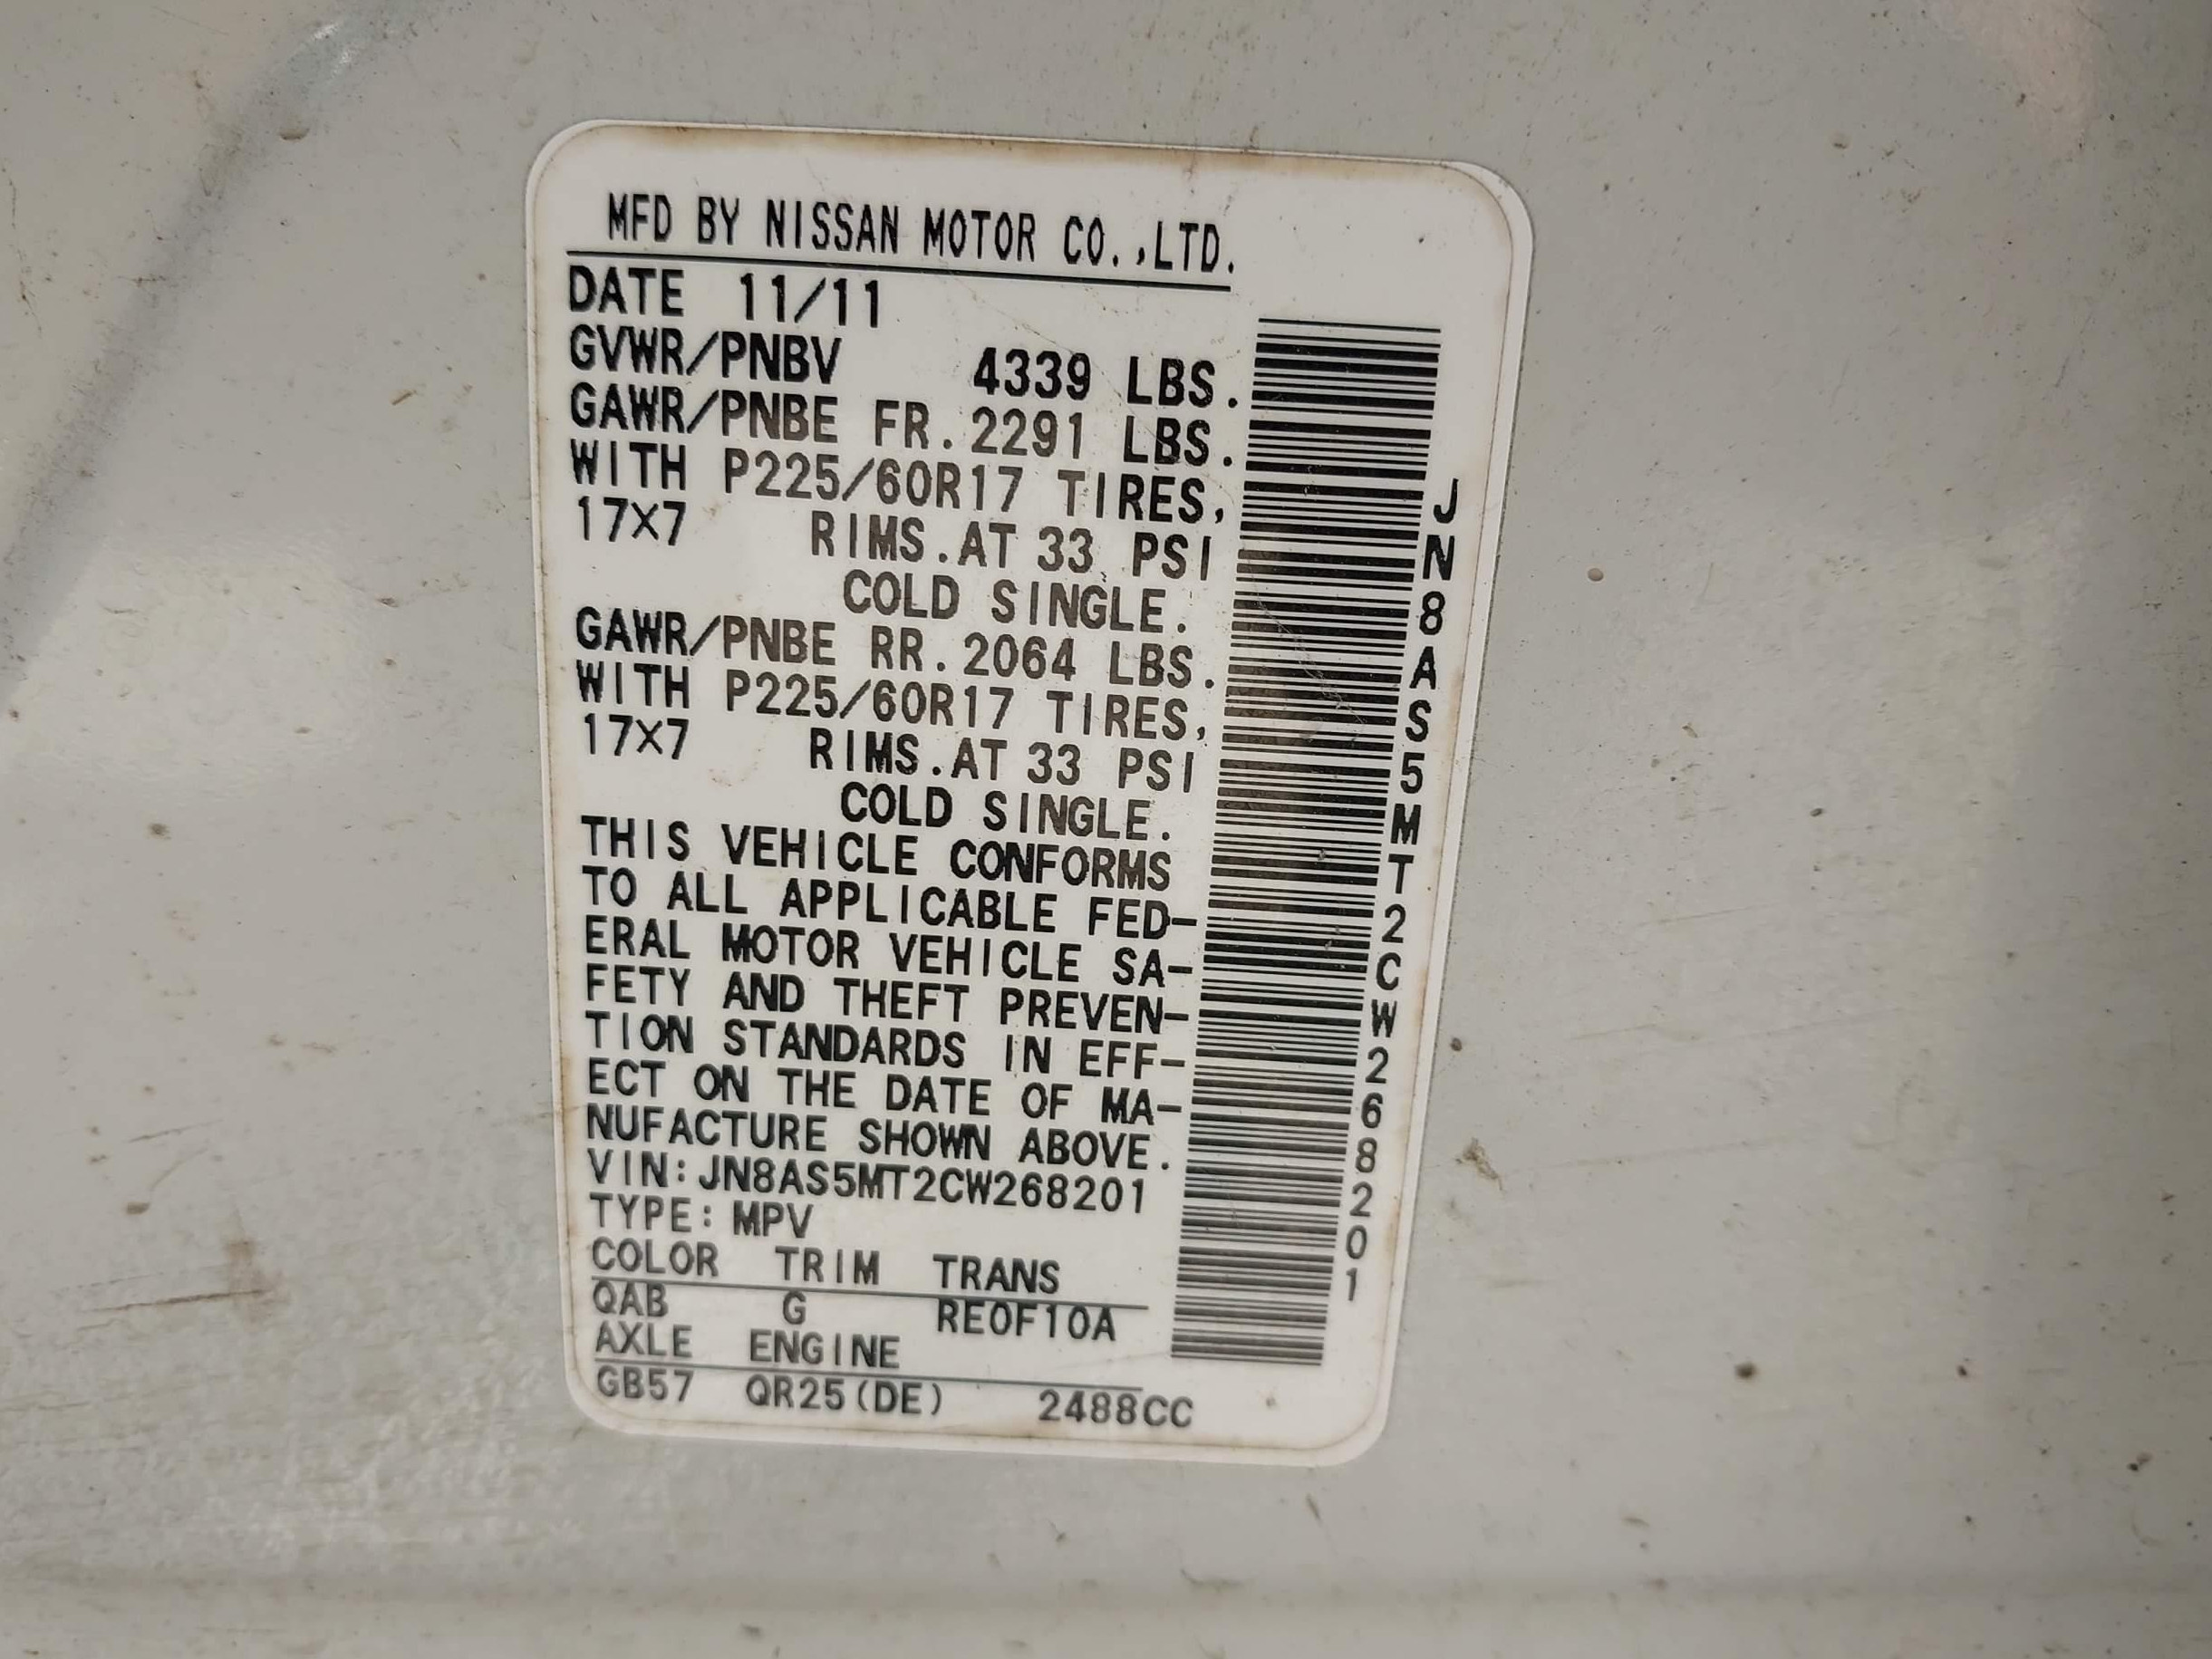 MFD BY NISSAN MOTOR CO.,LTD.
DATE 11/11
GVWR/PNBV 4339 LBS.
GAWR/PNBE FR.2291 LBS.
WITH P225/60R17 TIRES,
17X7 RIMS.AT 33 PSI
COLD SINGLE.
GAWR/PNBE RR.2064 LBS.
WITH P225/60R17 TIRES,
17X7 RIMS.AT 33 PSI
COLD SINGLE.
THIS VEHICLE CONFORMS
TO ALL APPLICABLE FED-
ERAL MOTOR VEHICLE SA-
FETY AND THEFT PREVEN-
TION STANDARDS IN EFF-
ECT ON THE DATE OF MA-
NUFACTURE SHOWN ABOVE.
VIN:JN8AS5MT2CW268201
TYPE:MPV
COLOR TRIM TRANS
QAB G RE0F10A
AXLE ENGINE
GB57 QR25(DE) 2488CC
JN8AS5MT2CW268201